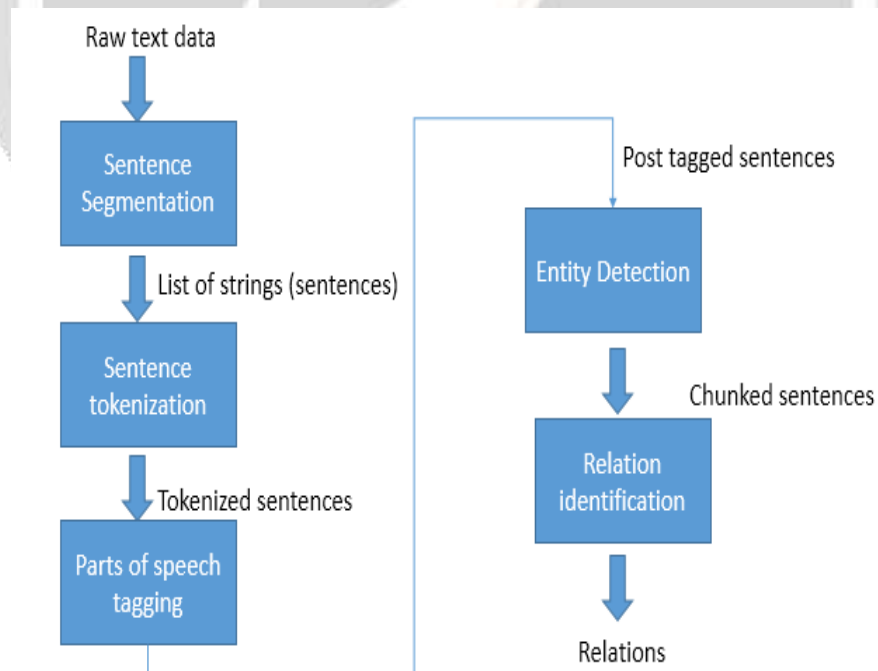 Raw text data
Sentence
Segmentation
List of strings (sentences)
Sentence
tokenization
Tokenized sentences
Parts of speech
tagging
Post tagged sentences
Entity Detection
Chunked sentences
Relation
identification
Relations